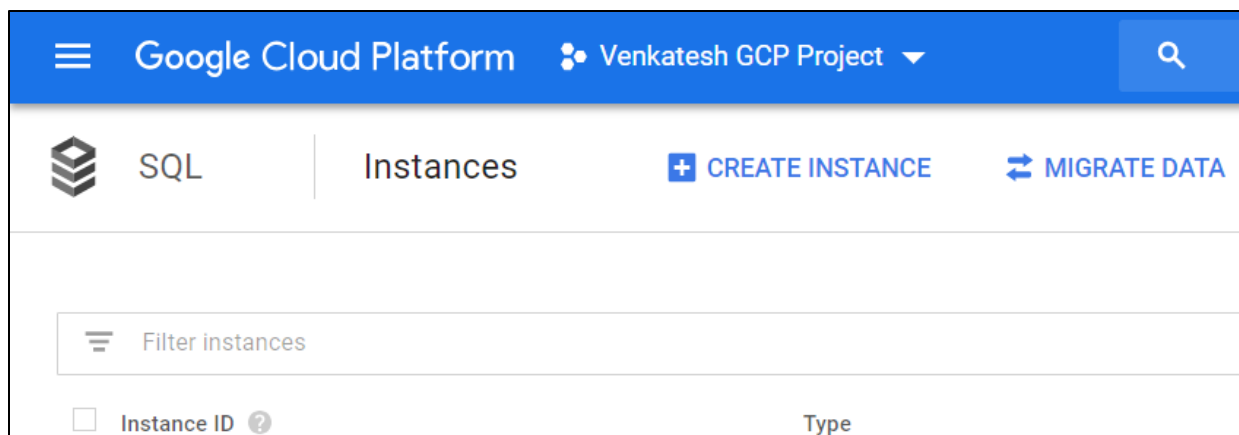 Google Cloud Platform Venkatesh GCP Project
SQL Instances CREATE INSTANCE MIGRATE DATA
Filter instances
Instance ID ? Type